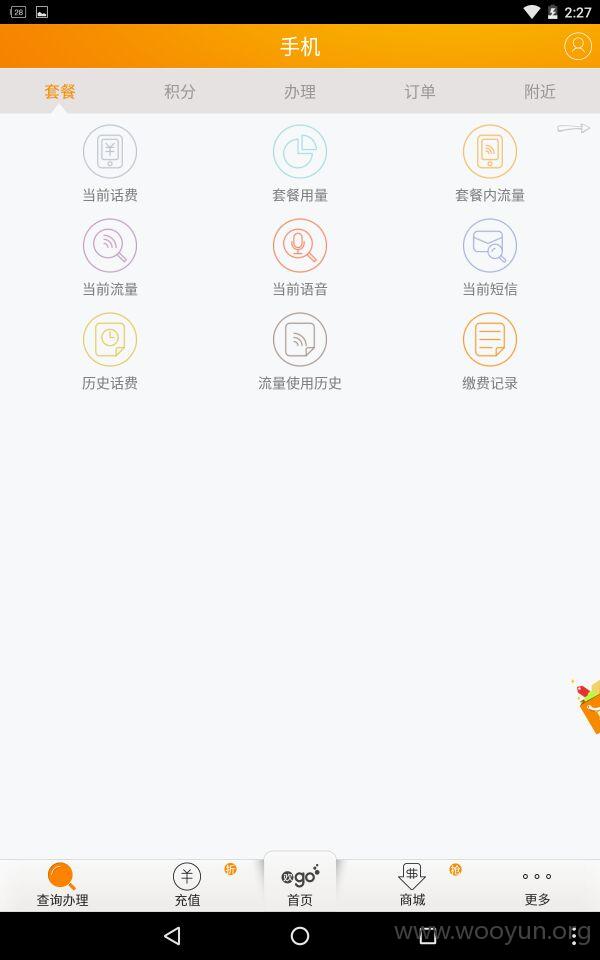 28
2:27
手机
套餐 积分 办理 订单 附近
当前话费 套餐用量 套餐内流量
当前流量 当前语音 当前短信
历史话费 流量使用历史 缴费记录
折 抢
欢go
查询办理 充值 首页 商城 更多
www.wooyun.org